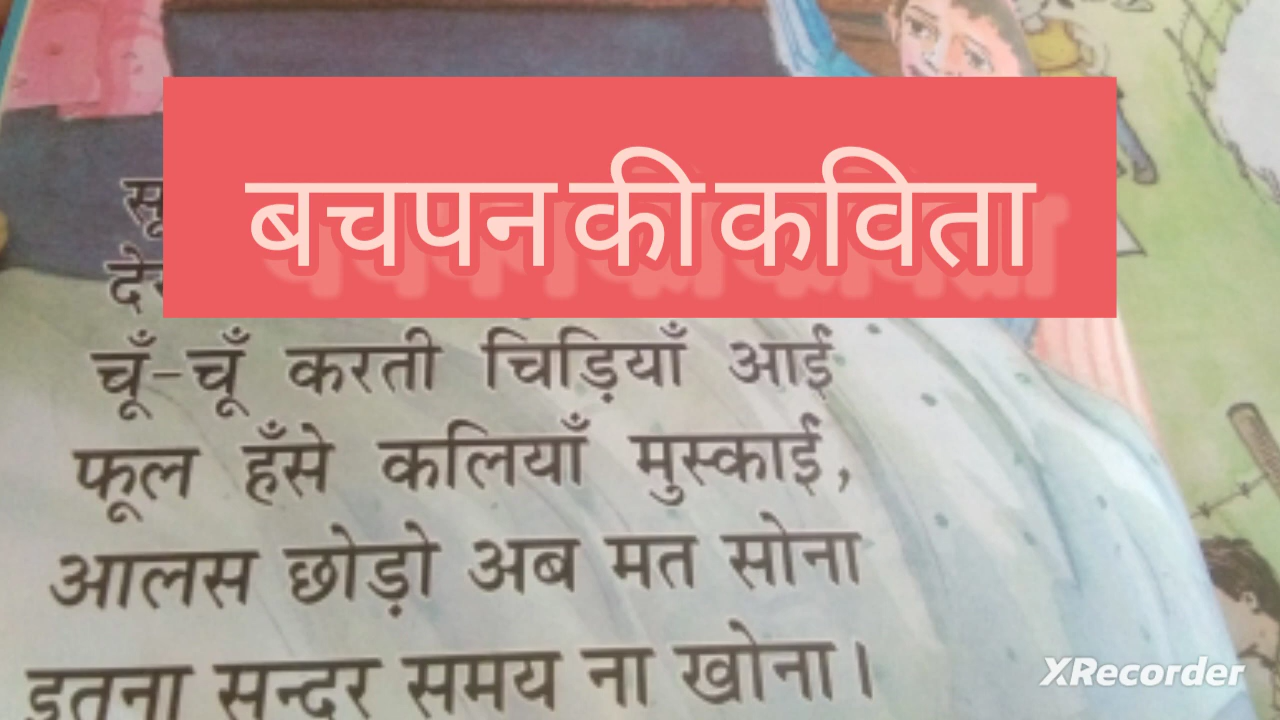 बचपन की कविता
चूँ-चूँ करती चिड़ियाँ आईं
फूल हँसे कलियाँ मुस्काईं,
आलस छोड़ो अब मत सोना
इतना सुन्दर समय ना खोना।
XRecorder